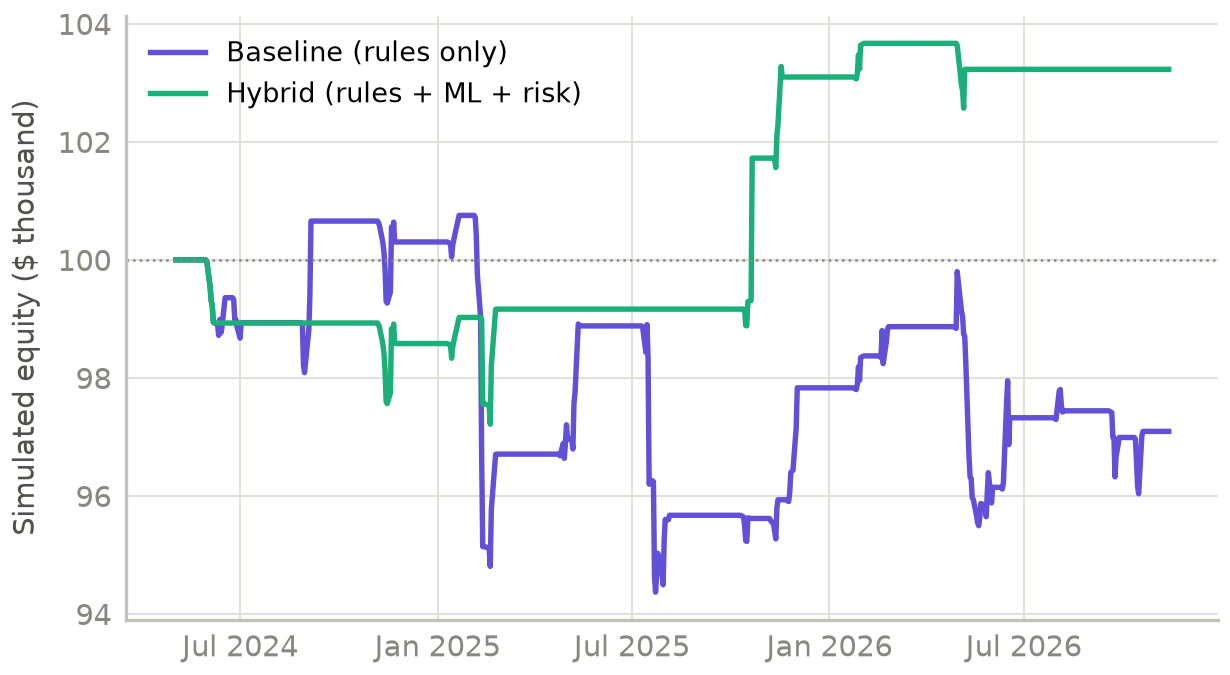 104
102
100
98
96
94
Simulated equity ($ thousand)
Baseline (rules only)
Hybrid (rules + ML + risk)
Jul 2024
Jan 2025
Jul 2025
Jan 2026
Jul 2026